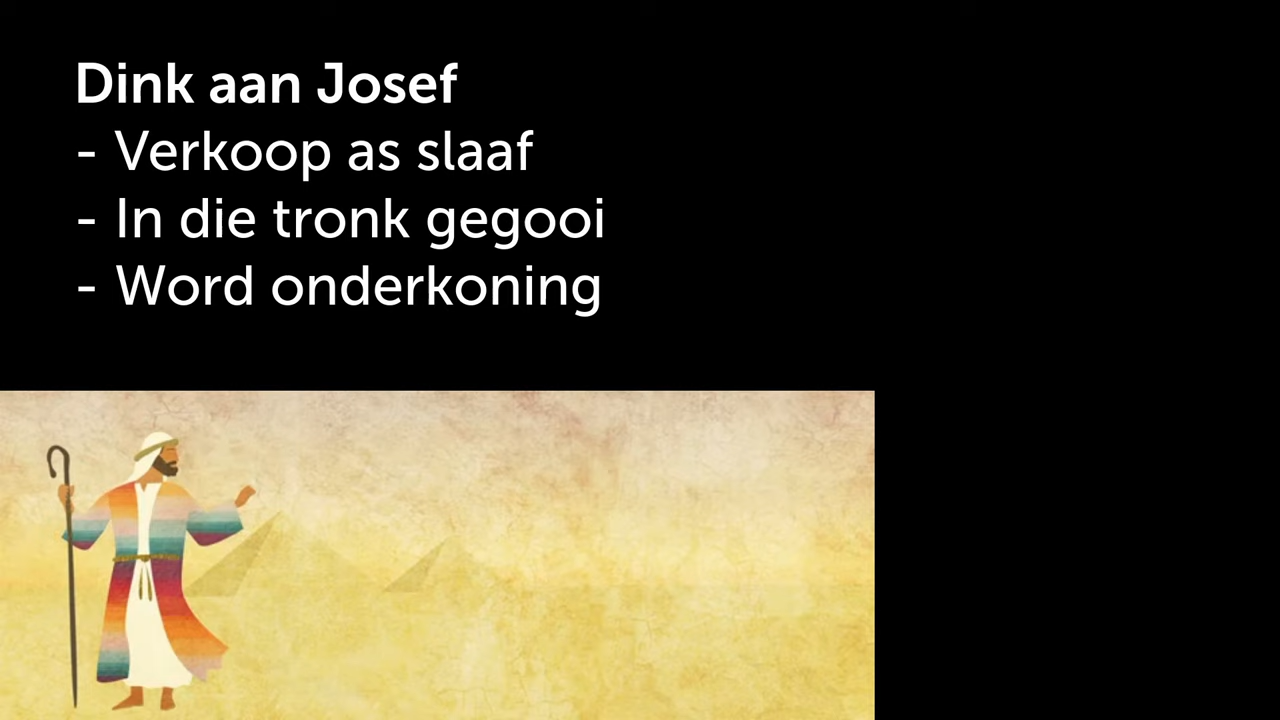 Dink aan Josef
- Verkoop as slaaf
- In die tronk gegooi
- Word onderkoning